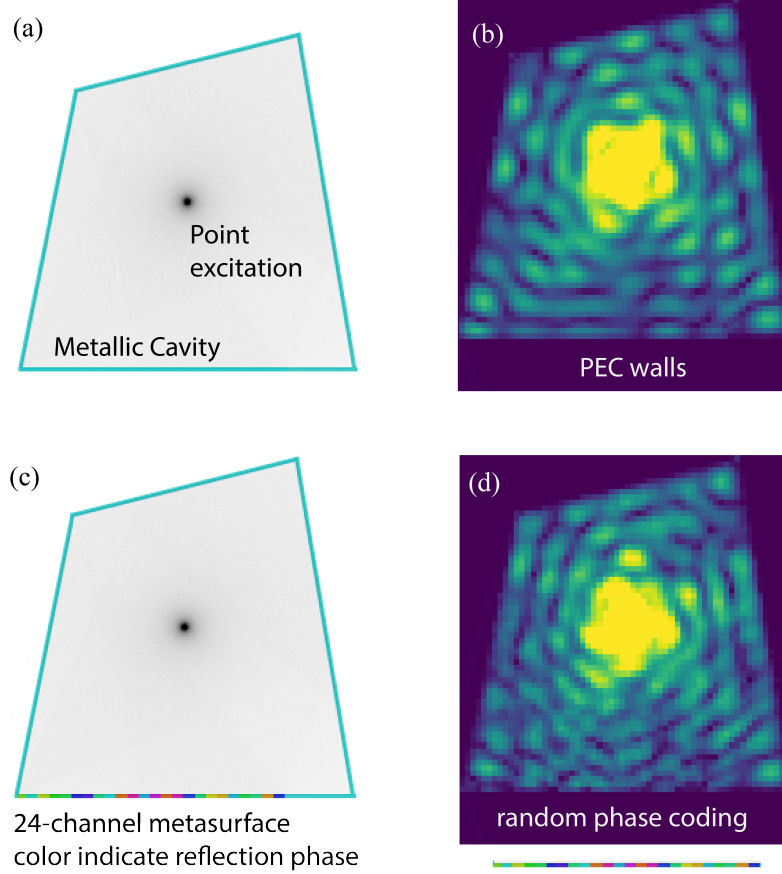 (a)
(b)
Point
excitation
Metallic Cavity
PEC walls
(c)
(d)
24-channel metasurface
color indicate reflection phase
random phase coding